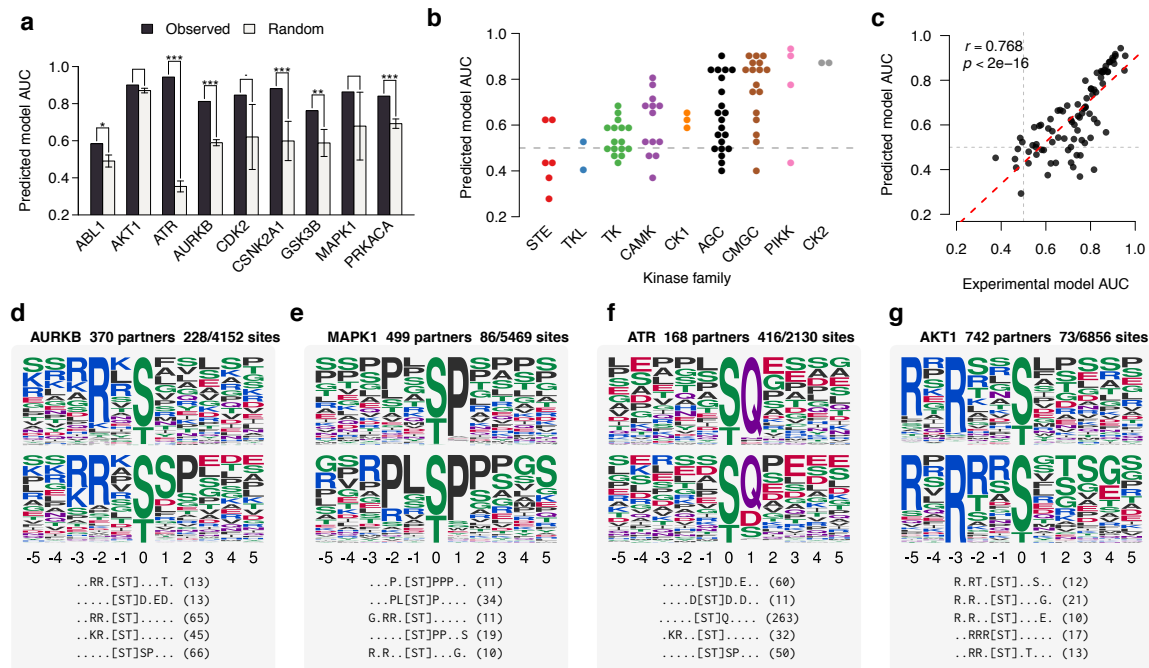 a
Observed Random
Predicted model AUC
1.0
0.8
0.6
0.4
0.2
* *** *** . *** ** ***
ABL1 AKT1 ATR AURKB CDK2 CSNK2A1 GSK3B MAPK1 PRKACA
b
Predicted model AUC
1.0
0.8
0.6
0.4
0.2
STE TKL TK CAMK CK1 AGC CMGC PIKK CK2
Kinase family
c
r = 0.768
p < 2e−16
Predicted model AUC
1.0
0.8
0.6
0.4
0.2
0.2 0.4 0.6 0.8 1.0
Experimental model AUC
d
AURKB 370 partners 228/4152 sites
-5 -4 -3 -2 -1 0 1 2 3 4 5
..RR.[ST]...T. (13)
.....[ST]D.ED. (13)
..RR.[ST]..... (65)
..KR.[ST]..... (45)
.....[ST]SP... (66)
e
MAPK1 499 partners 86/5469 sites
-5 -4 -3 -2 -1 0 1 2 3 4 5
...P.[ST]PPP.. (11)
...PL[ST]P.... (34)
G.RR.[ST]..... (11)
.....[ST]PP..S (19)
R.R..[ST]...G. (10)
f
ATR 168 partners 416/2130 sites
-5 -4 -3 -2 -1 0 1 2 3 4 5
.....[ST]D.E.. (60)
....D[ST]D.D.. (11)
.....[ST]Q.... (263)
.KR..[ST]..... (32)
.....[ST]SP... (50)
g
AKT1 742 partners 73/6856 sites
-5 -4 -3 -2 -1 0 1 2 3 4 5
R.RT.[ST]..S.. (12)
R.R..[ST]...G. (21)
R.R..[ST]...E. (10)
..RRR[ST]..... (17)
..RR.[ST].T... (13)